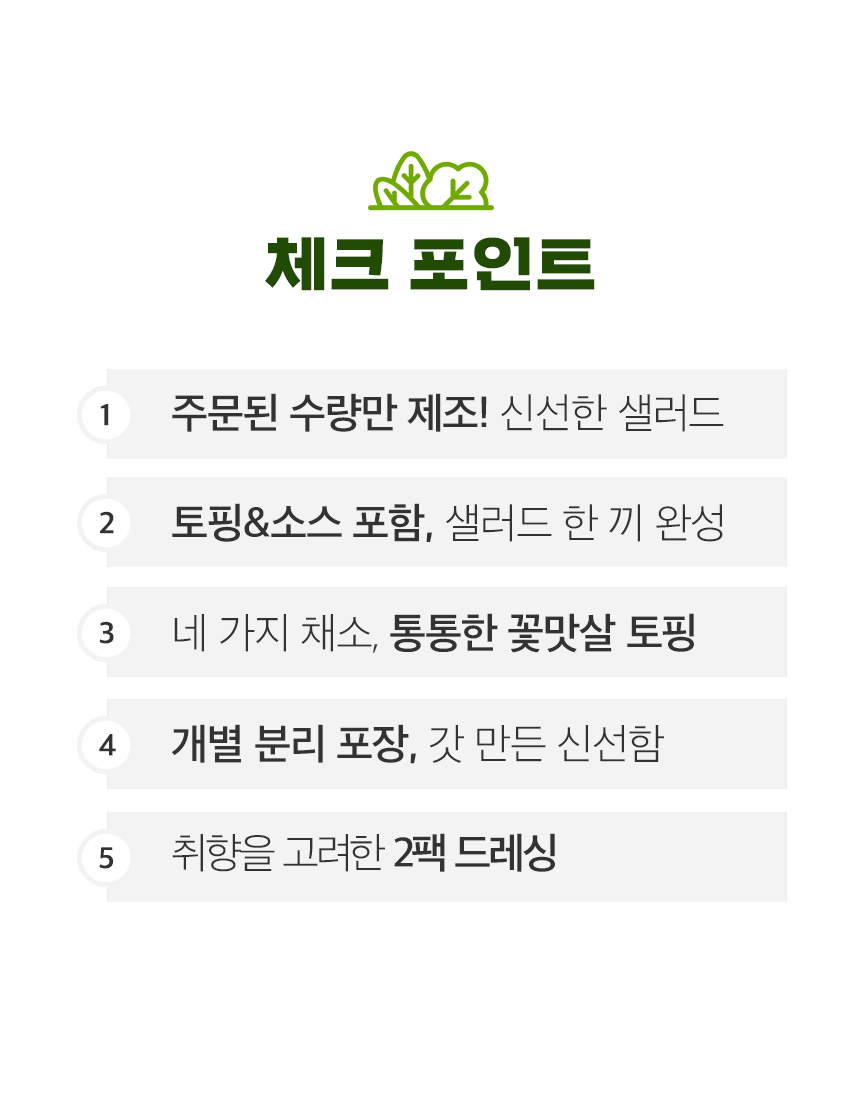 체크 포인트
1 주문된 수량만 제조! 신선한 샐러드
2 토핑&소스 포함, 샐러드 한 끼 완성
3 네 가지 채소, 통통한 꽃맛살 토핑
4 개별 분리 포장, 갓 만든 신선함
5 취향을 고려한 2팩 드레싱